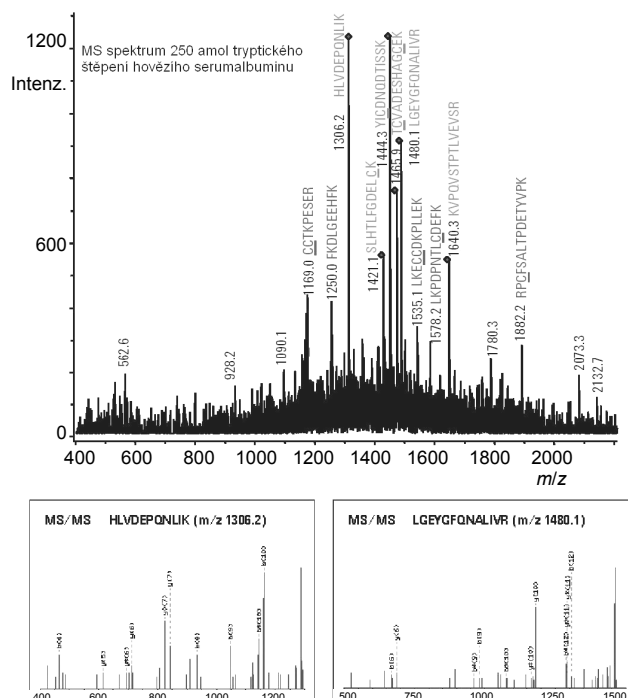 1200
MS spektrum 250 amol tryptického
štěpení hovězího serumalbuminu
Intenz.
600
0
562.6
928.2
1090.1
1169.0 CCTKPESER
1250.0 FKDLGEEHFK
1306.2 HLVDEPQNLIK
1421.1 SLHTLFGDELCK
1444.3 YICDNQDTISSK
1465.9 TCVADESHAGCEK
1480.1 LGEYGFQNALIVR
1535.1 LKECCDKPLLEK
1578.2 LKPDPNTLCDEFK
1640.3 KVPQVSTPTLVEVSR
1780.3
1882.2 RPCFSALTPDETYVPK
2073.3
2132.7
400 600 800 1000 1200 1400 1600 1800 2000
m/z
MS/MS HLVDEPQNLIK (m/z 1306.2)
400 600 800 1000 1200
MS/MS LGEYGFQNALIVR (m/z 1480.1)
500 750 1000 1250 1500